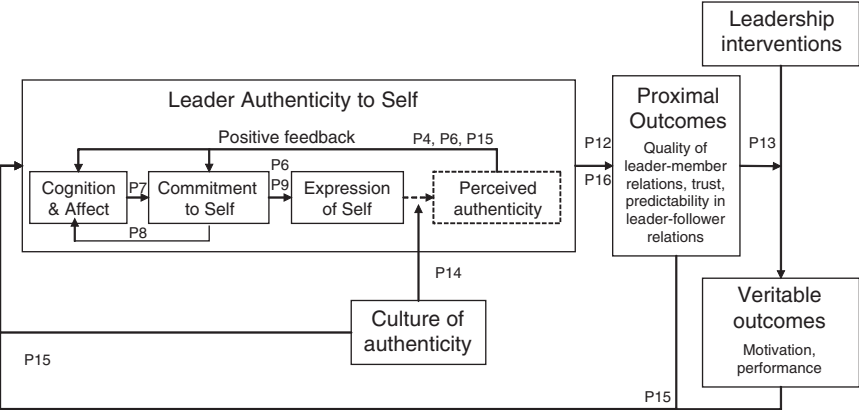 Leadership
interventions
Leader Authenticity to Self
Positive feedback
P4, P6, P15
Cognition
& Affect
P7
Commitment
to Self
P6
P9
Expression
of Self
Perceived
authenticity
P8
P12
P16
Proximal
Outcomes
Quality of
leader-member
relations, trust,
predictability in
leader-follower
relations
P13
P14
Culture of
authenticity
Veritable
outcomes
Motivation,
performance
P15
P15